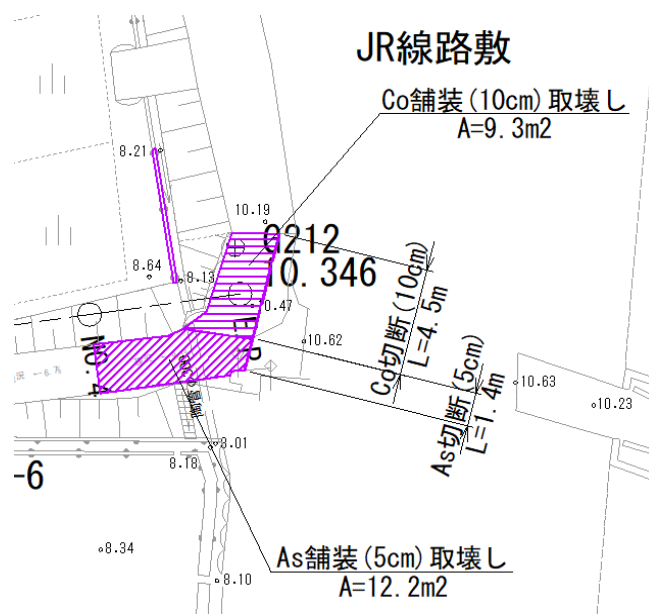 JR線路敷
Co舗装(10cm)取壊し
A=9.3m2
8.21
10.19
G212
10.346
8.64
8.13
10.47
E.P
10.62
Co切断(10cm)
L=4.5m
As切断(5cm)
L=1.4m
NO.4
10.63
10.23
8.01
8.18
-6
8.34
As舗装(5cm)取壊し
A=12.2m2
8.10